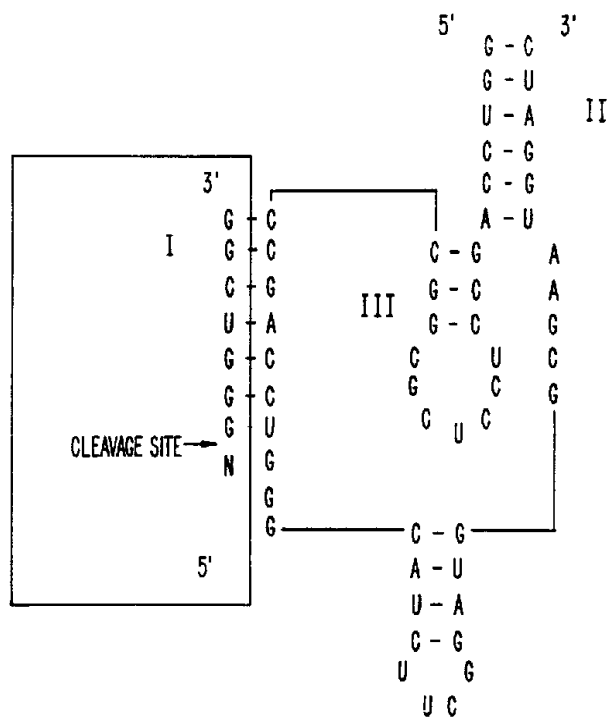 5' 3'
G - C
G - U
U - A II
C - G
3' C - G
G - C A - U
I G - C C - G A
C - G G - C A
U - A III G - C G
G - C C U C
G - C G C G
G U C U C
CLEAVAGE SITE
N G
G
G C - G
5' A - U
U - A
C - G
U G
U C